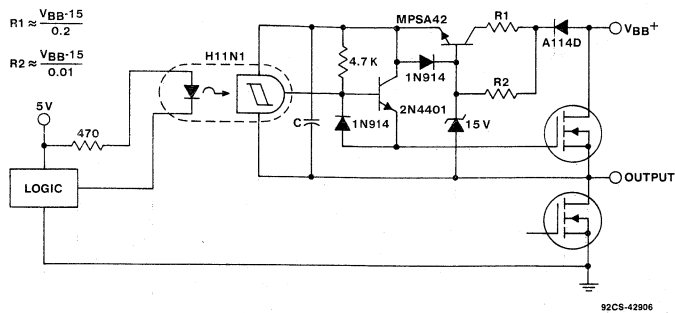 R1 ≈ VBB-15 / 0.2
R2 ≈ VBB-15 / 0.01
MPSA42
R1
VBB+
A114D
H11N1
4.7 K
1N914
R2
5V
470
2N4401
C
1N914
15 V
LOGIC
OUTPUT
92CS-42906